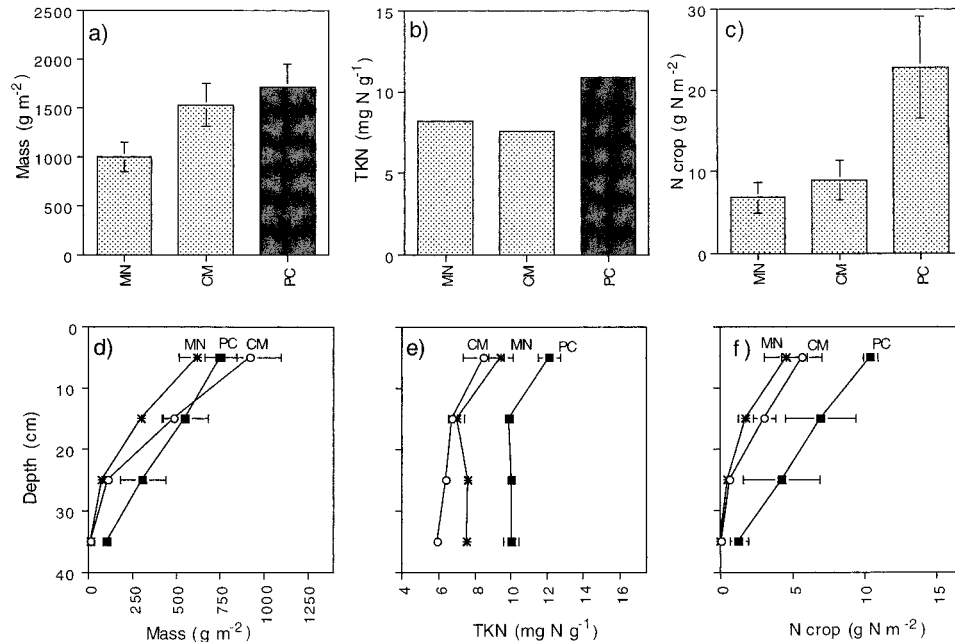 a)
2500
2000
1500
1000
500
0
Mass (g m-2)
MN
CM
PC
b)
15
10
5
0
TKN (mg N g-1)
MN
CM
PC
c)
30
20
10
0
N crop (g N m-2)
MN
CM
PC
d)
MN PC CM
0
10
20
30
40
Depth (cm)
0 250 500 750 1000 1250
Mass (g m-2)
e)
CM MN PC
4 6 8 10 12 14 16
TKN (mg N g-1)
f)
MN CM PC
0 5 10 15
N crop (g N m-2)